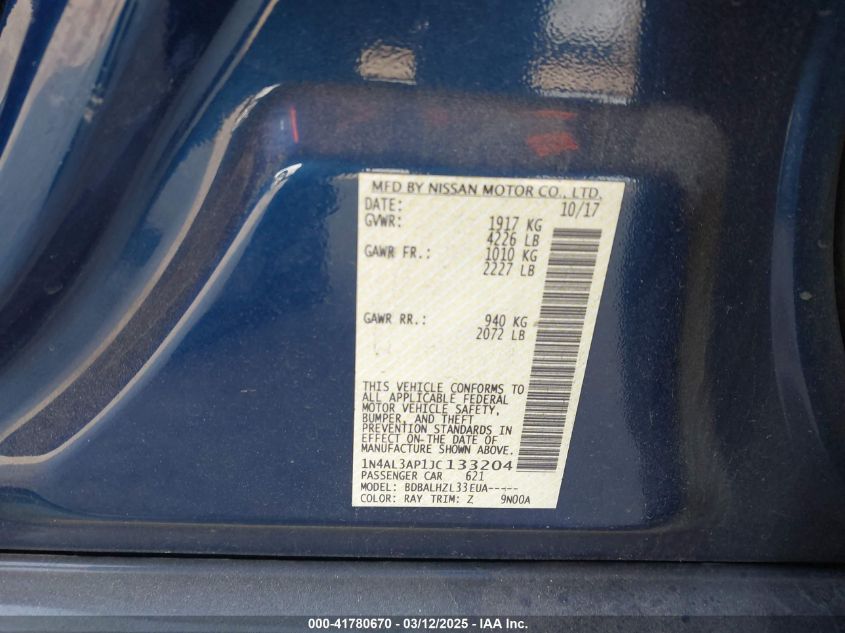 MFD BY NISSAN MOTOR CO., LTD.
DATE: 10/17
GVWR: 1917 KG
4226 LB
GAWR FR.: 1010 KG
2227 LB
GAWR RR.: 940 KG
2072 LB
THIS VEHICLE CONFORMS TO
ALL APPLICABLE FEDERAL
MOTOR VEHICLE SAFETY,
BUMPER, AND THEFT
PREVENTION STANDARDS IN
EFFECT ON THE DATE OF
MANUFACTURE SHOWN ABOVE.
1N4AL3AP1JC133204
PASSENGER CAR 621
MODEL: BDBALHZL33EUA-----
COLOR: RAY TRIM: Z 9N00A
000-41780670 - 03/12/2025 - IAA Inc.